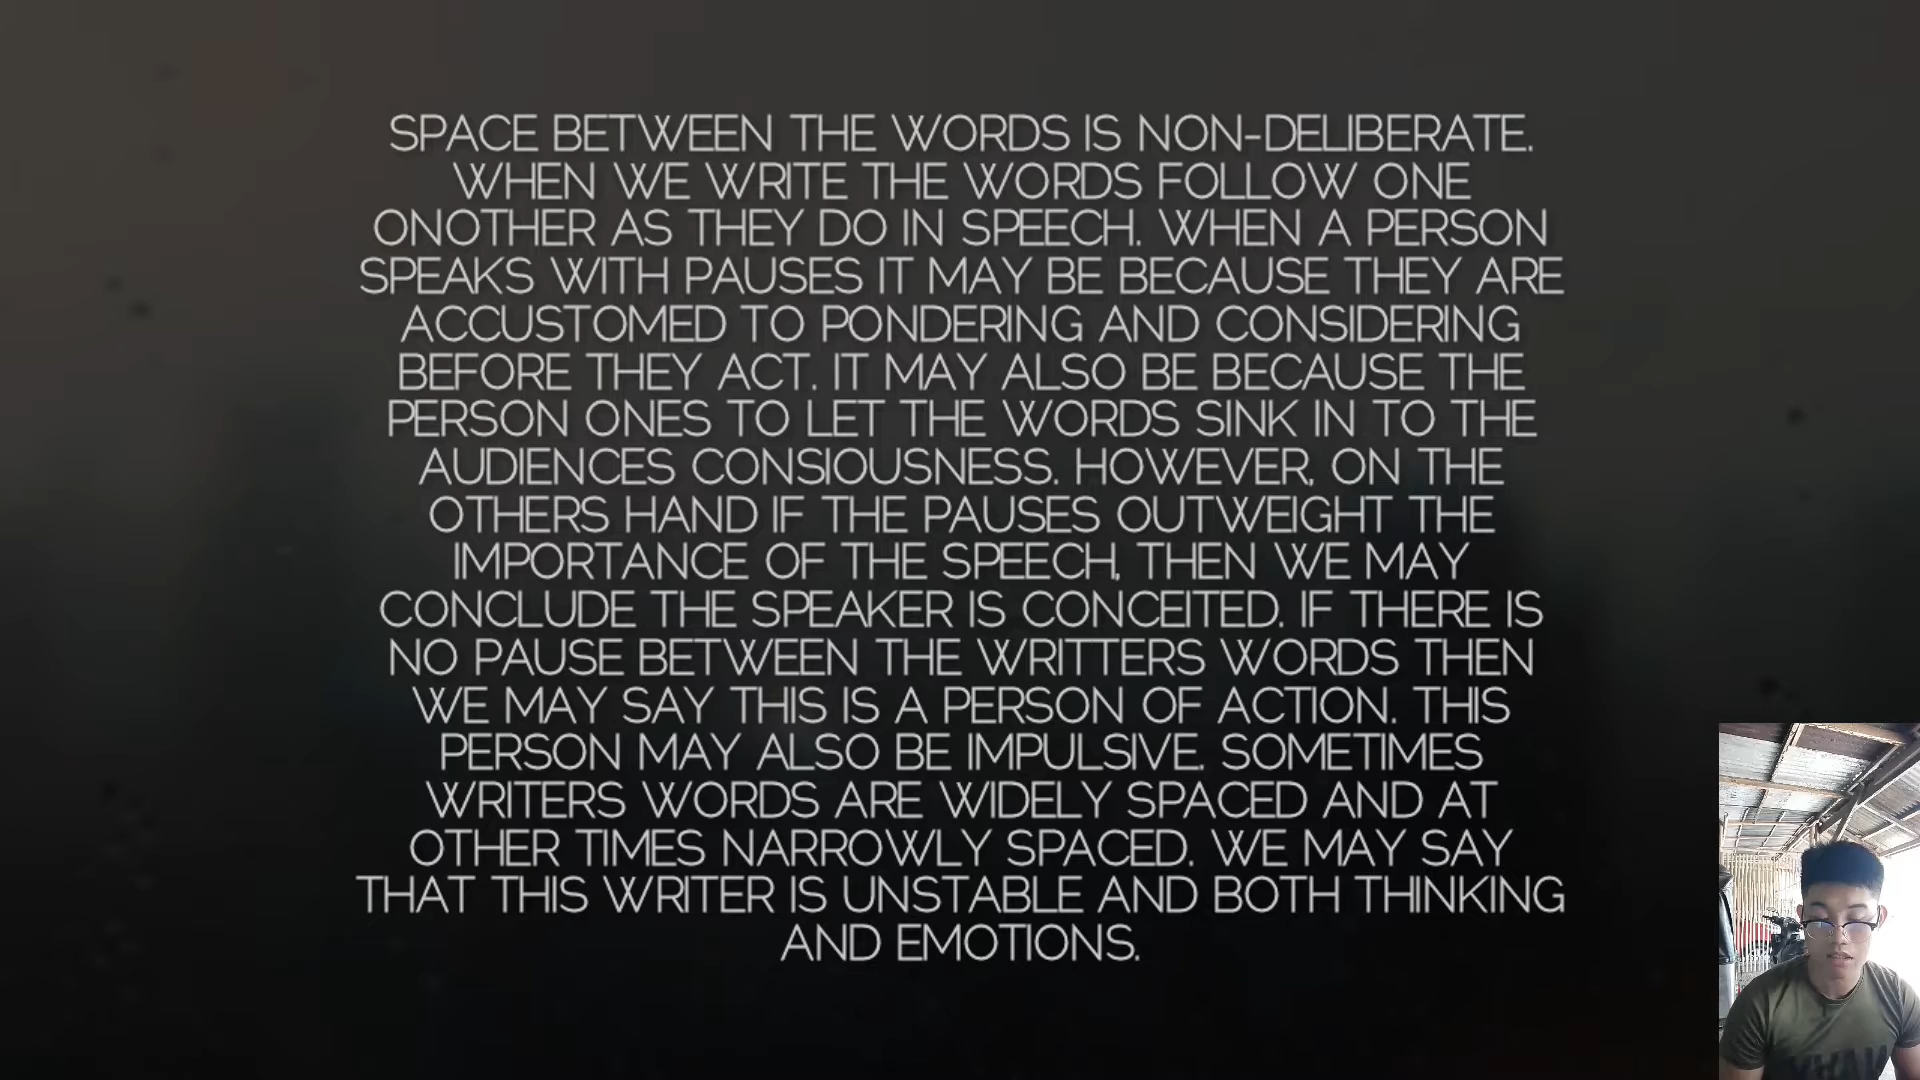 SPACE BETWEEN THE WORDS IS NON-DELIBERATE.
WHEN WE WRITE THE WORDS FOLLOW ONE
ONOTHER AS THEY DO IN SPEECH. WHEN A PERSON
SPEAKS WITH PAUSES IT MAY BE BECAUSE THEY ARE
ACCUSTOMED TO PONDERING AND CONSIDERING
BEFORE THEY ACT. IT MAY ALSO BE BECAUSE THE
PERSON ONES TO LET THE WORDS SINK IN TO THE
AUDIENCES CONSIOUSNESS. HOWEVER, ON THE
OTHERS HAND IF THE PAUSES OUTWEIGHT THE
IMPORTANCE OF THE SPEECH, THEN WE MAY
CONCLUDE THE SPEAKER IS CONCEITED. IF THERE IS
NO PAUSE BETWEEN THE WRITTERS WORDS THEN
WE MAY SAY THIS IS A PERSON OF ACTION. THIS
PERSON MAY ALSO BE IMPULSIVE. SOMETIMES
WRITERS WORDS ARE WIDELY SPACED AND AT
OTHER TIMES NARROWLY SPACED. WE MAY SAY
THAT THIS WRITER IS UNSTABLE AND BOTH THINKING
AND EMOTIONS.